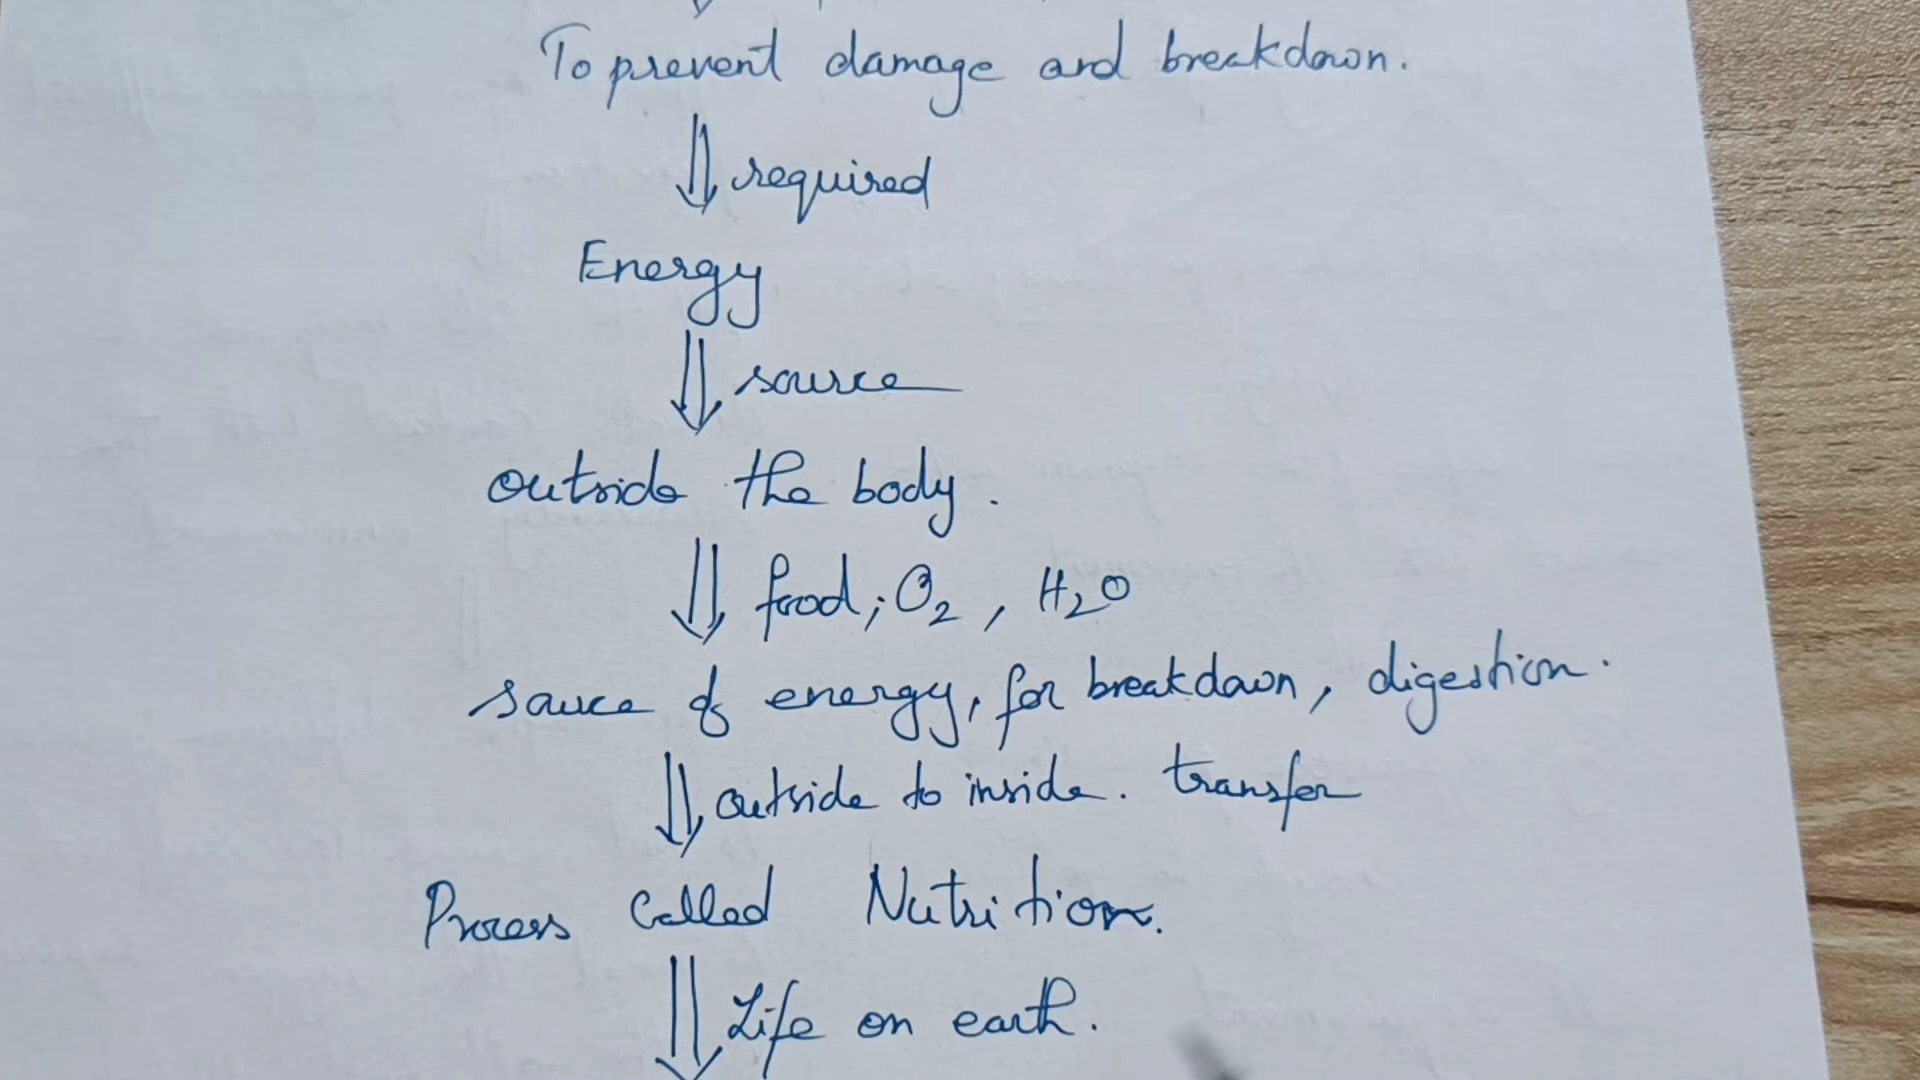 To prevent damage and breakdown.
required
Energy
source
outside the body.
food, O2, H2O
source of energy, for breakdown, digestion.
outside to inside. transfer
Process Called Nutrition.
Life on earth.